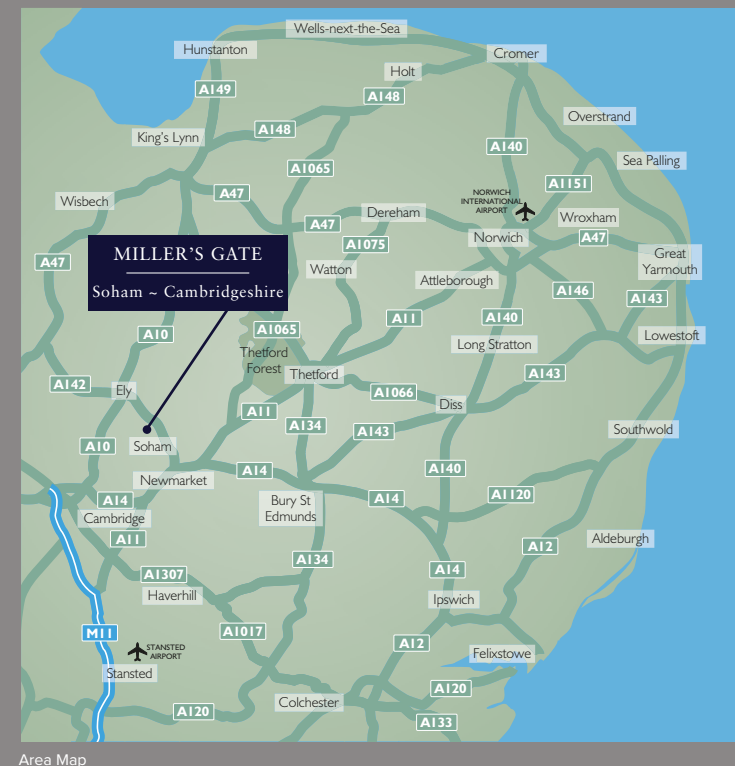 Wells-next-the-Sea
Hunstanton
Cromer
Holt
A149
A148
Overstrand
A148
King's Lynn
A140
Sea Palling
A1065
A1151
A47
Wisbech
NORWICH
INTERNATIONAL
AIRPORT
Dereham
Wroxham
A47
Norwich
A47
A1075
MILLER'S GATE
Soham ~ Cambridgeshire
A47
Watton
Great
Yarmouth
Attleborough
A146
A143
A11
A140
A10
A1065
Lowestoft
Long Stratton
Thetford
Forest
Thetford
A143
A142
Ely
A1066
Diss
A11
A134
A143
Southwold
A10
Soham
A14
A140
Newmarket
A14
A1120
A14
Bury St
Edmunds
Cambridge
A11
Aldeburgh
A12
A134
A14
A1307
Haverhill
Ipswich
M11
A1017
A12
STANSTED
AIRPORT
Felixstowe
Stansted
A120
Colchester
A120
A133
Area Map